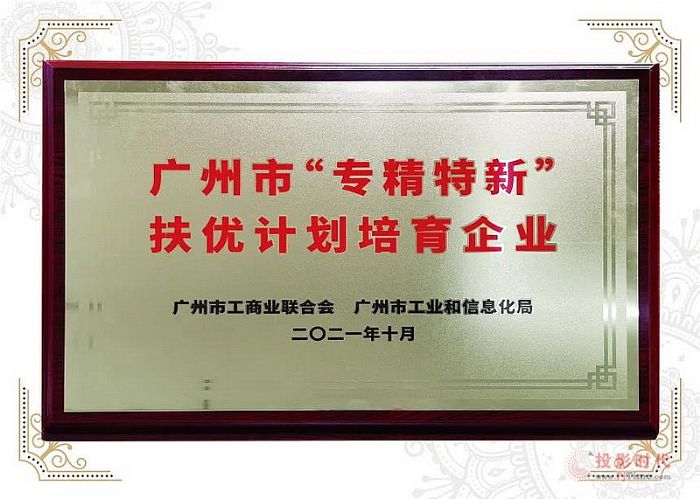 广州市“专精特新”
扶优计划培育企业
广州市工商业联合会 广州市工业和信息化局
二〇二一年十月
投影时代